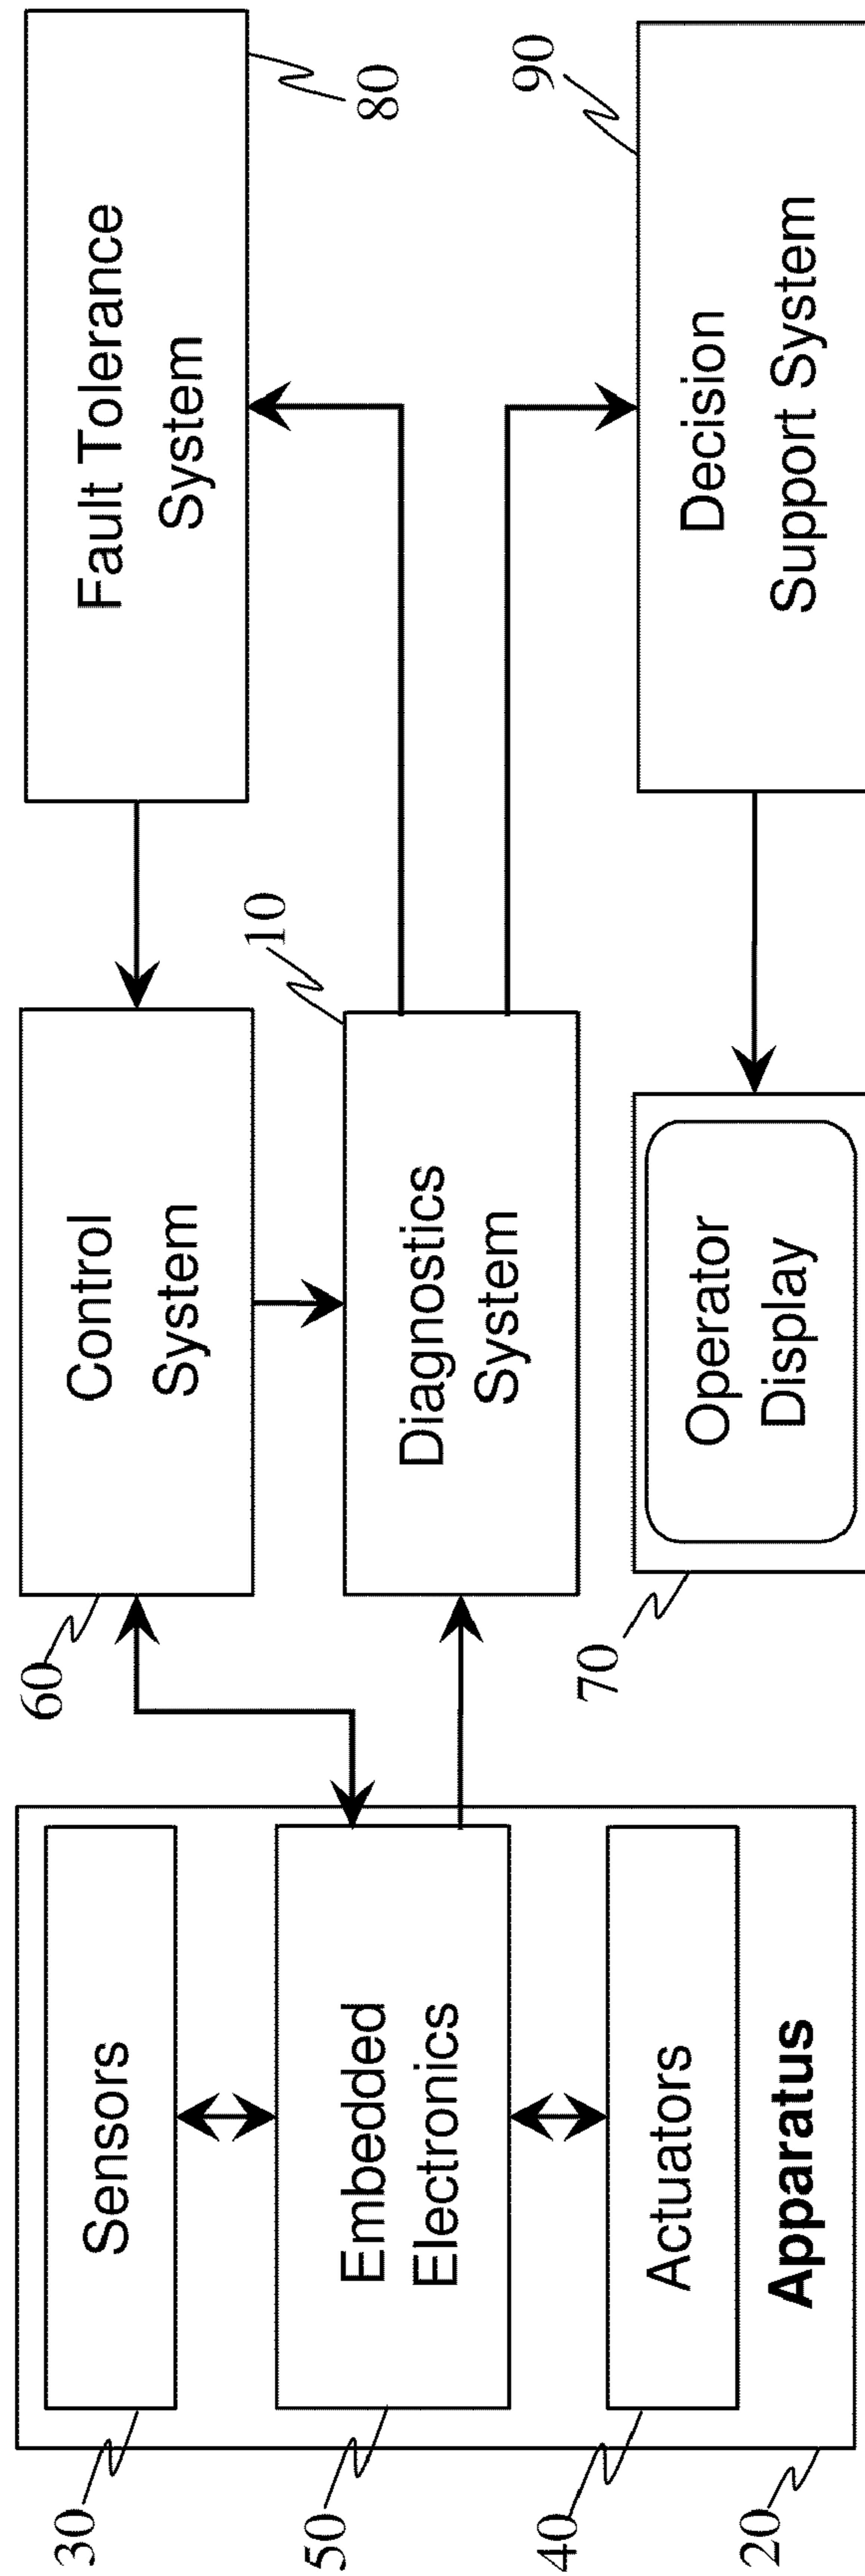 30
Sensors
50
Embedded
Electronics
40
Actuators
20
Apparatus
60
Control
System
10
Diagnostics
System
70
Operator
Display
Fault Tolerance
System
80
90
Decision
Support System